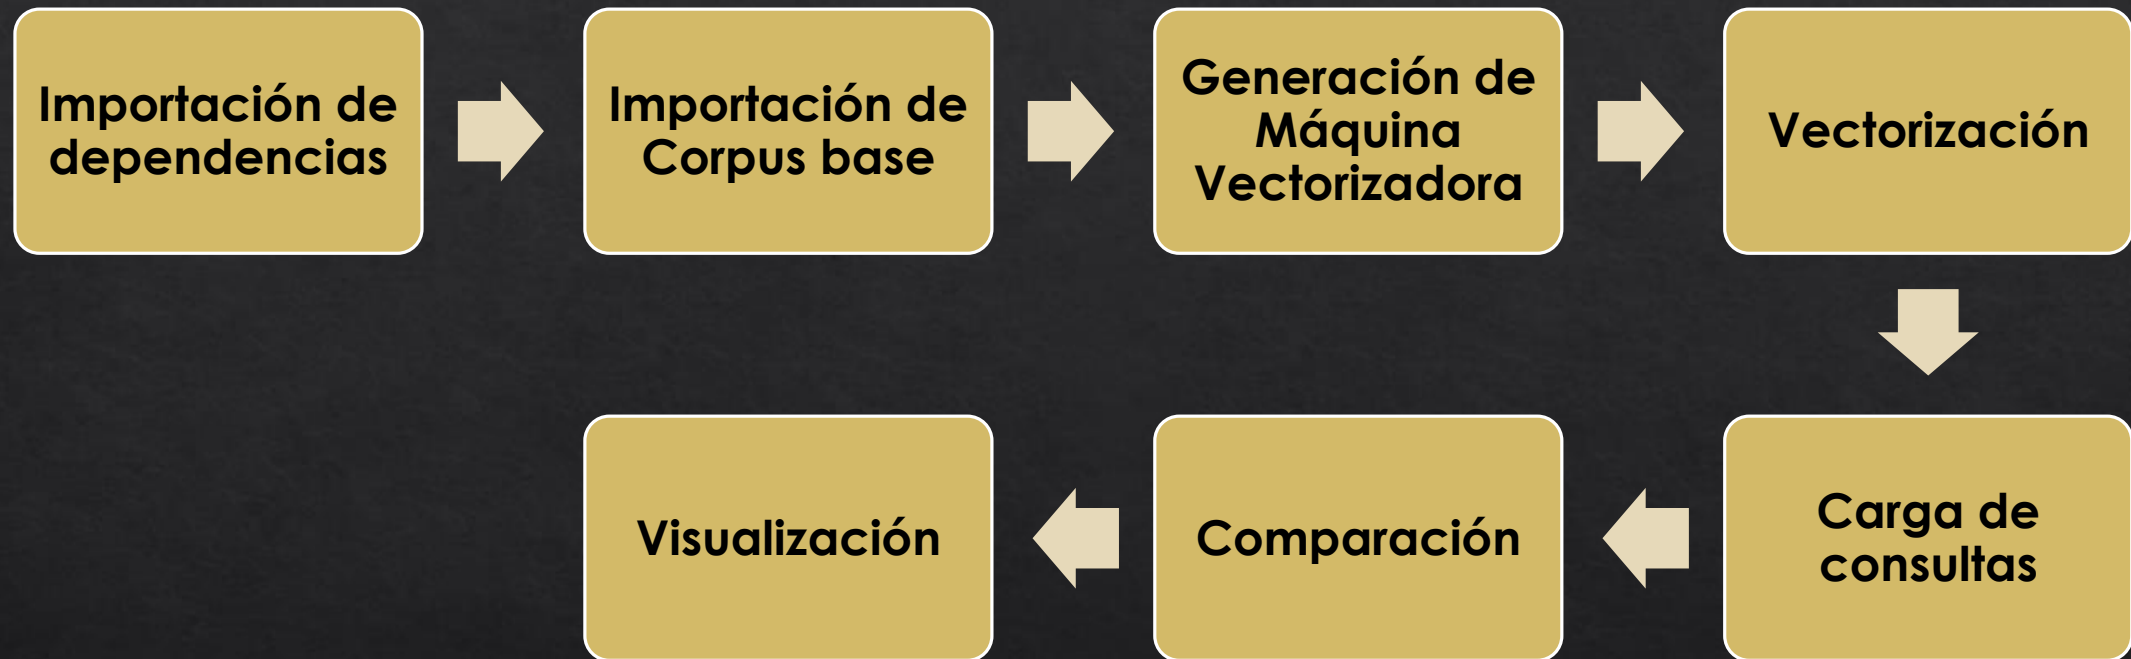 Importación de
dependencias
Importación de
Corpus base
Generación de
Máquina
Vectorizadora
Vectorización
Carga de
consultas
Comparación
Visualización